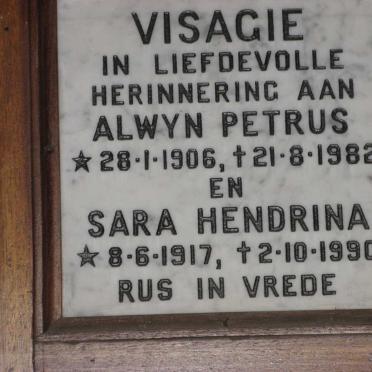 VISAGIE
IN LIEFDEVOLLE
HERINNERING AAN
ALWYN PETRUS
★ 28·1·1906, † 21·8·1982
EN
SARA HENDRINA
★ 8·6·1917, † 2·10·1990
RUS IN VREDE